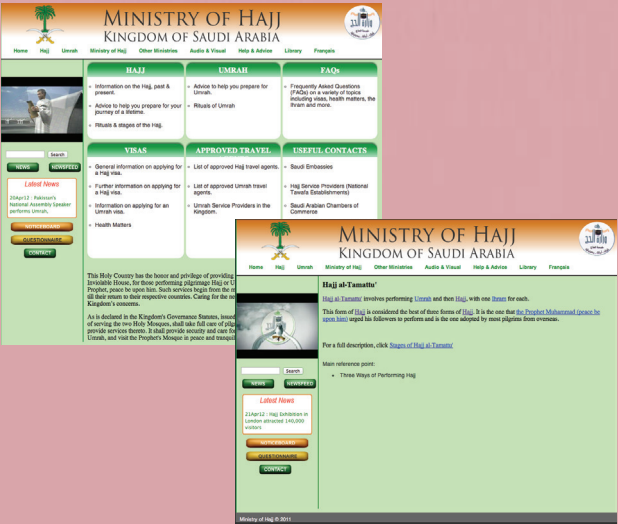 MINISTRY OF HAJJ
KINGDOM OF SAUDI ARABIA
Home Hajj Umrah Ministry of Hajj Other Ministries Audio & Visual Help & Advice Library Français
HAJJ
Information on the Hajj, past &
present.
Advice to help you prepare for your
journey of a lifetime.
Rituals & stages of the Hajj.
UMRAH
Advice to help you prepare for
Umrah.
Rituals of Umrah
FAQs
Frequently Asked Questions
(FAQs) on a variety of topics
including visas, health matters, the
Ihram and more.
Search
NEWS NEWSFEED
Latest News
20Apr12 : Pakistan's
National Assembly Speaker
performs Umrah,
NOTICEBOARD
QUESTIONNAIRE
CONTACT
VISAS
General information on applying for
a Hajj visa.
Further information on applying for
a Hajj visa.
Information on applying for an
Umrah visa.
Health Matters
APPROVED TRAVEL
List of approved Hajj travel agents.
List of approved Umrah travel
agents.
Umrah Service Providers in the
Kingdom.
USEFUL CONTACTS
Saudi Embassies
Hajj Service Providers (National
Tawafa Establishments)
Saudi Arabian Chambers of
Commerce
This Holy Country has the honor and privilege of providing
Inviolable House, for those performing pilgrimage Hajj or U
Prophet, peace be upon him. Such services begin from the m
till their return to their respective countries. Caring for the se
Kingdom's concerns.
As is declared in the Kingdom's Governance Statutes, issued
of serving the two Holy Mosques, shall take full care of pilg
provide services thereto. It shall provide security and care fo
Umrah, and visit the Prophet's Mosque in peace and tranquil
MINISTRY OF HAJJ
KINGDOM OF SAUDI ARABIA
Home Hajj Umrah Ministry of Hajj Other Ministries Audio & Visual Help & Advice Library Français
Search
NEWS NEWSFEED
Latest News
21Apr12 : Hajj Exhibition in
London attracted 140,000
visitors
NOTICEBOARD
QUESTIONNAIRE
CONTACT
Hajj al-Tamattu'
Hajj al-Tamattu' involves performing Umrah and then Hajj, with one Ihram for each.
This form of Hajj is considered the best of three forms of Hajj. It is the one that the Prophet Muhammad (peace be
upon him) urged his followers to perform and is the one adopted by most pilgrims from overseas.
For a full description, click Stages of Hajj al-Tamattu'
Main reference point:
Three Ways of Performing Hajj
Ministry of Hajj © 2011